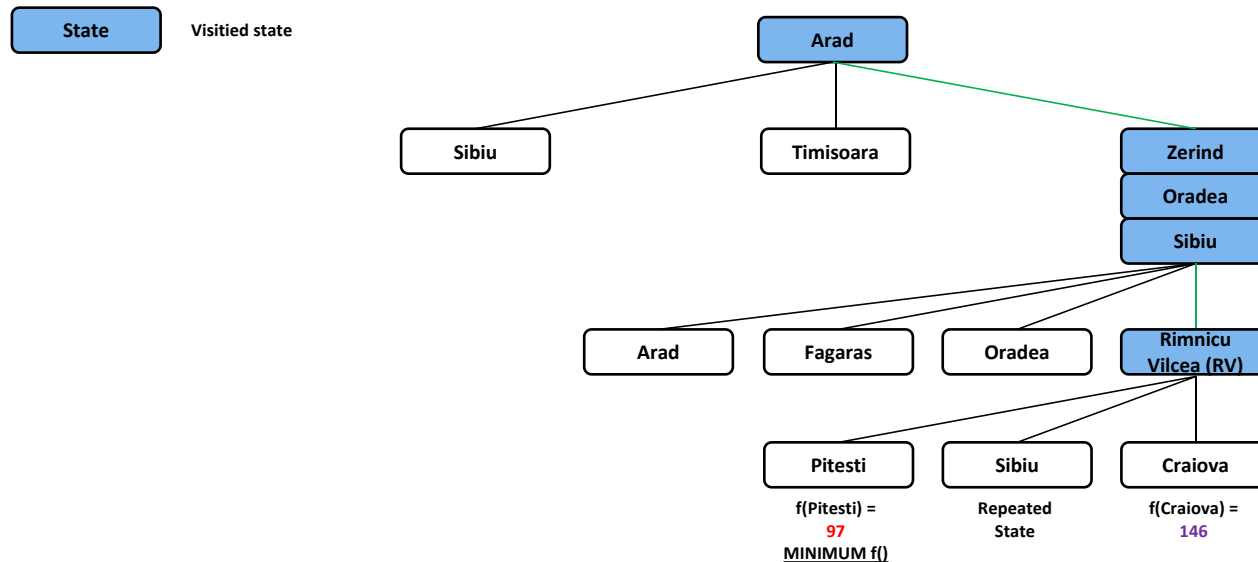 State
Visitied state
Arad
Sibiu
Timisoara
Zerind
Oradea
Sibiu
Arad
Fagaras
Oradea
Rimnicu
Vilcea (RV)
Pitesti
Sibiu
Craiova
f(Pitesti) =
97
MINIMUM f()
Repeated
State
f(Craiova) =
146